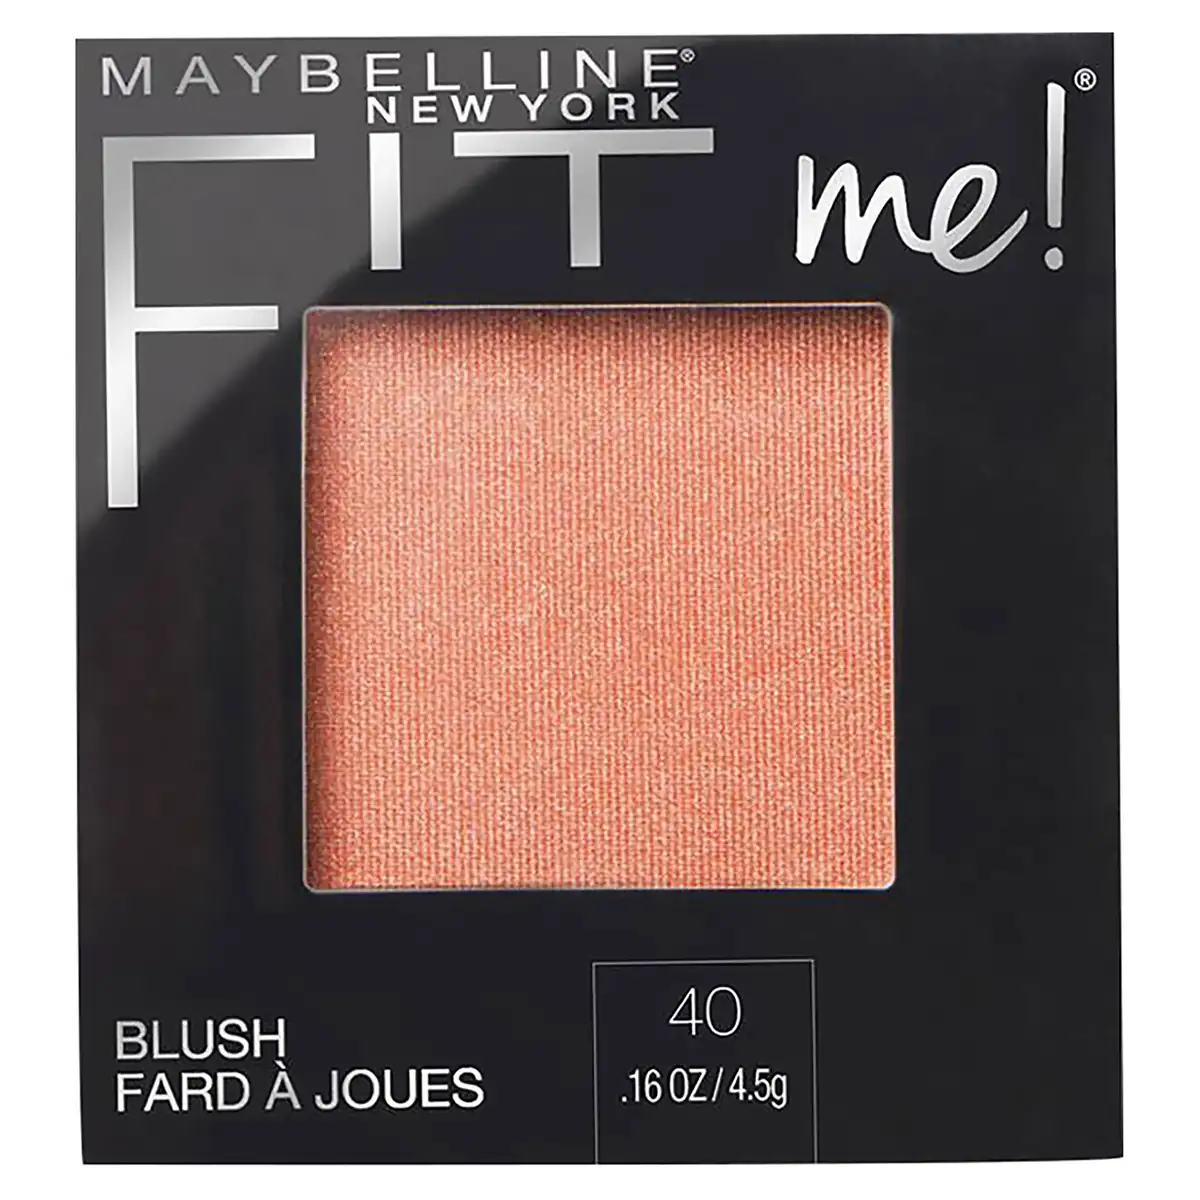 MAYBELLINE®
NEW YORK
FIT me!®
BLUSH
FARD À JOUES
40
.16 OZ / 4.5g